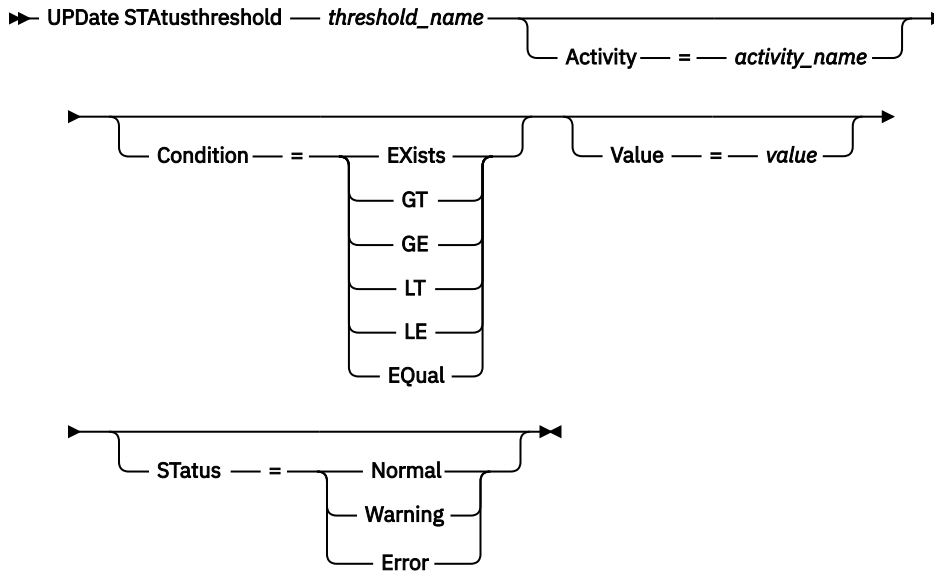 UPDate STAtusthreshold threshold_name
Activity = activity_name
Condition = EXists Value = value
GT
GE
LT
LE
EQual
STatus = Normal
Warning
Error